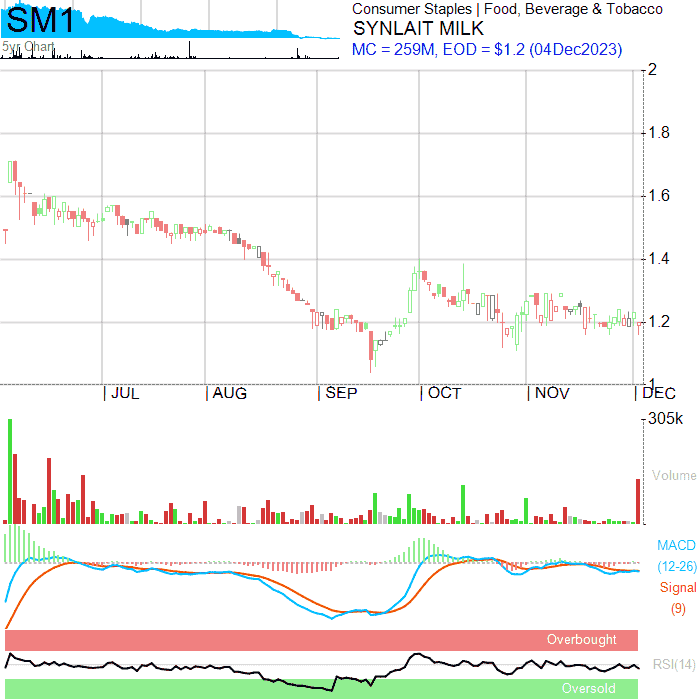 SM1
5yr Chart
Consumer Staples | Food, Beverage & Tobacco
SYNLAIT MILK
MC = 259M, EOD = $1.2 (04Dec2023)
2
1.8
1.6
1.4
1.2
1
JUL
AUG
SEP
OCT
NOV
DEC
305k
Volume
MACD
(12-26)
Signal
(9)
Overbought
RSI(14)
Oversold